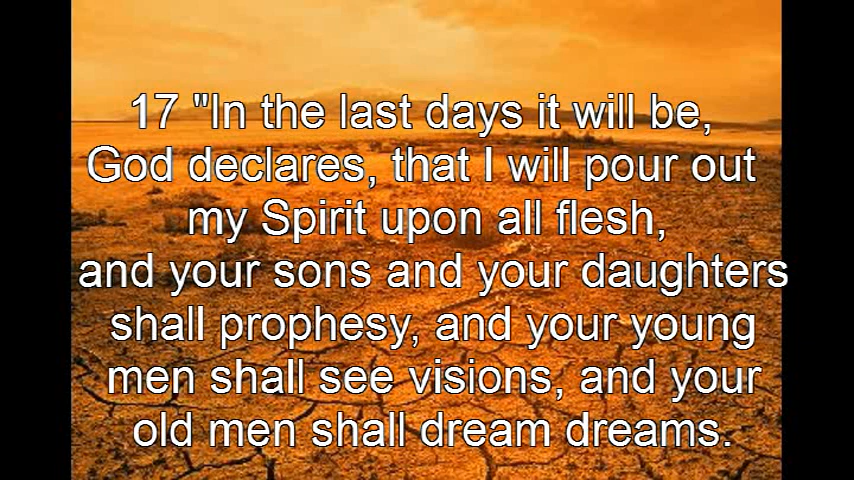 17 "In the last days it will be,
God declares, that I will pour out
my Spirit upon all flesh,
and your sons and your daughters
shall prophesy, and your young
men shall see visions, and your
old men shall dream dreams.